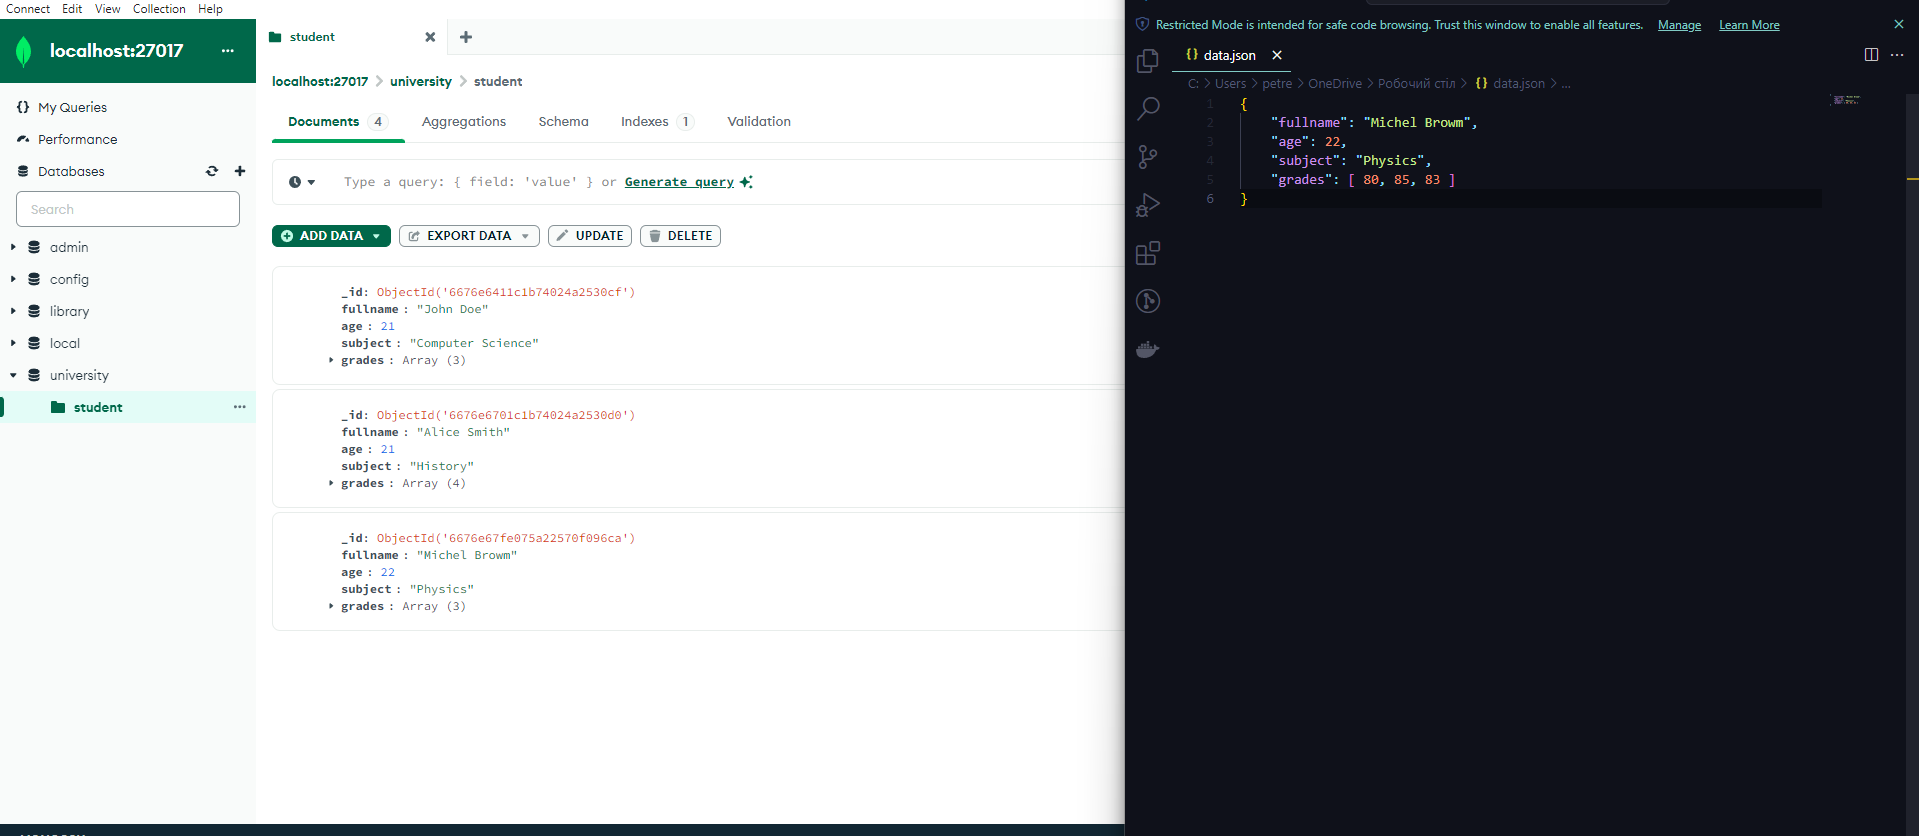 Connect Edit View Collection Help
localhost:27017
My Queries
Performance
Databases
Search
admin
config
library
local
university
student
student
localhost:27017 > university > student
Documents 4 Aggregations Schema Indexes 1 Validation
Type a query: { field: 'value' } or Generate query
ADD DATA EXPORT DATA UPDATE DELETE
_id: ObjectId('6676e6411c1b74024a2530cf')
fullname: "John Doe"
age: 21
subject: "Computer Science"
grades: Array (3)
_id: ObjectId('6676e6701c1b74024a2530d0')
fullname: "Alice Smith"
age: 21
subject: "History"
grades: Array (4)
_id: ObjectId('6676e67fe075a22570f096ca')
fullname: "Michel Browm"
age: 22
subject: "Physics"
grades: Array (3)
Restricted Mode is intended for safe code browsing. Trust this window to enable all features. Manage Learn More
{} data.json
C: > Users > petre > OneDrive > Робочий стіл > {} data.json > ...
1 {
2 "fullname": "Michel Browm",
3 "age": 22,
4 "subject": "Physics",
5 "grades": [ 80, 85, 83 ]
6 }